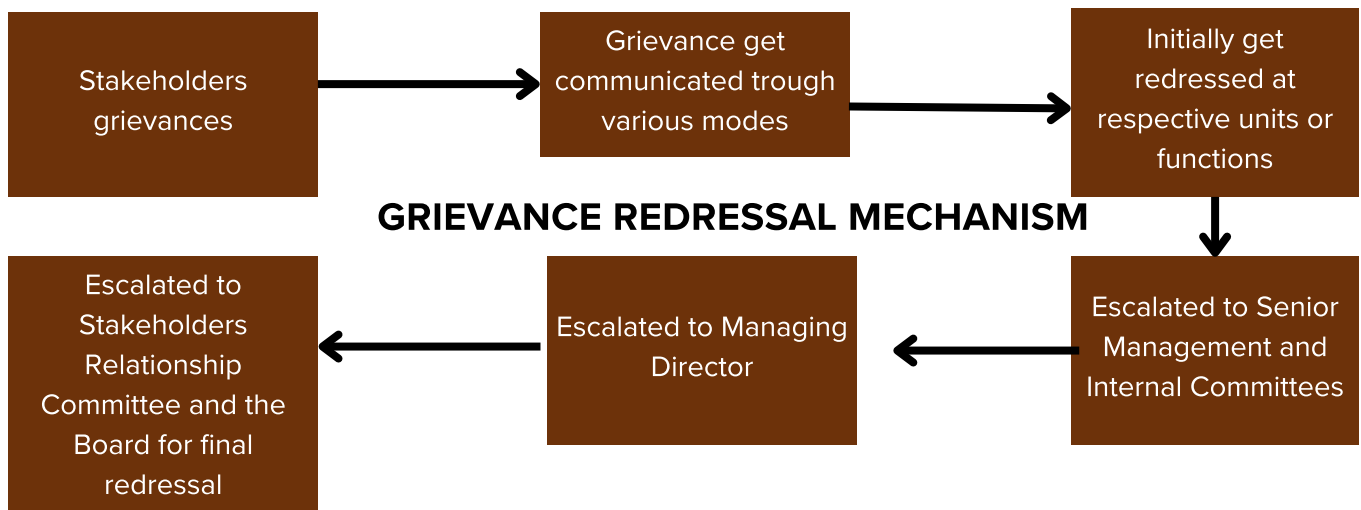 Stakeholders
grievances
Grievance get
communicated trough
various modes
Initially get
redressed at
respective units or
functions
GRIEVANCE REDRESSAL MECHANISM
Escalated to Senior
Management and
Internal Committees
Escalated to Managing
Director
Escalated to
Stakeholders
Relationship
Committee and the
Board for final
redressal